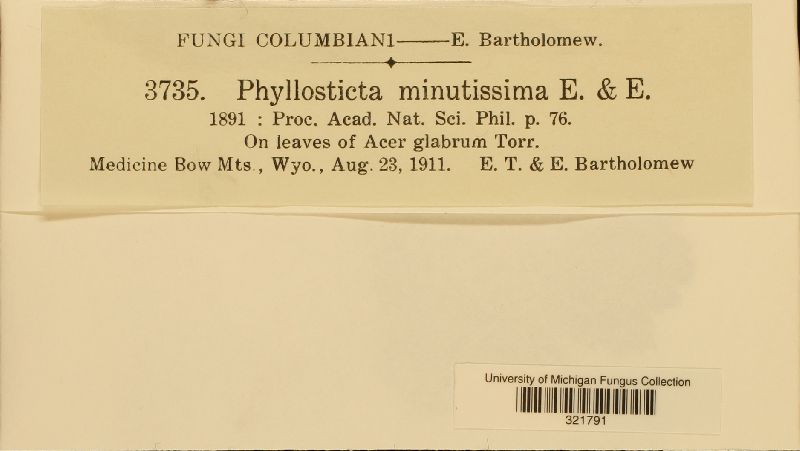 FUNGI COLUMBIANI——E. Bartholomew.
3735. Phyllosticta minutissima E. & E.
1891 : Proc. Acad. Nat. Sci. Phil. p. 76.
On leaves of Acer glabrum Torr.
Medicine Bow Mts., Wyo., Aug. 23, 1911. E. T. & E. Bartholomew
University of Michigan Fungus Collection
321791